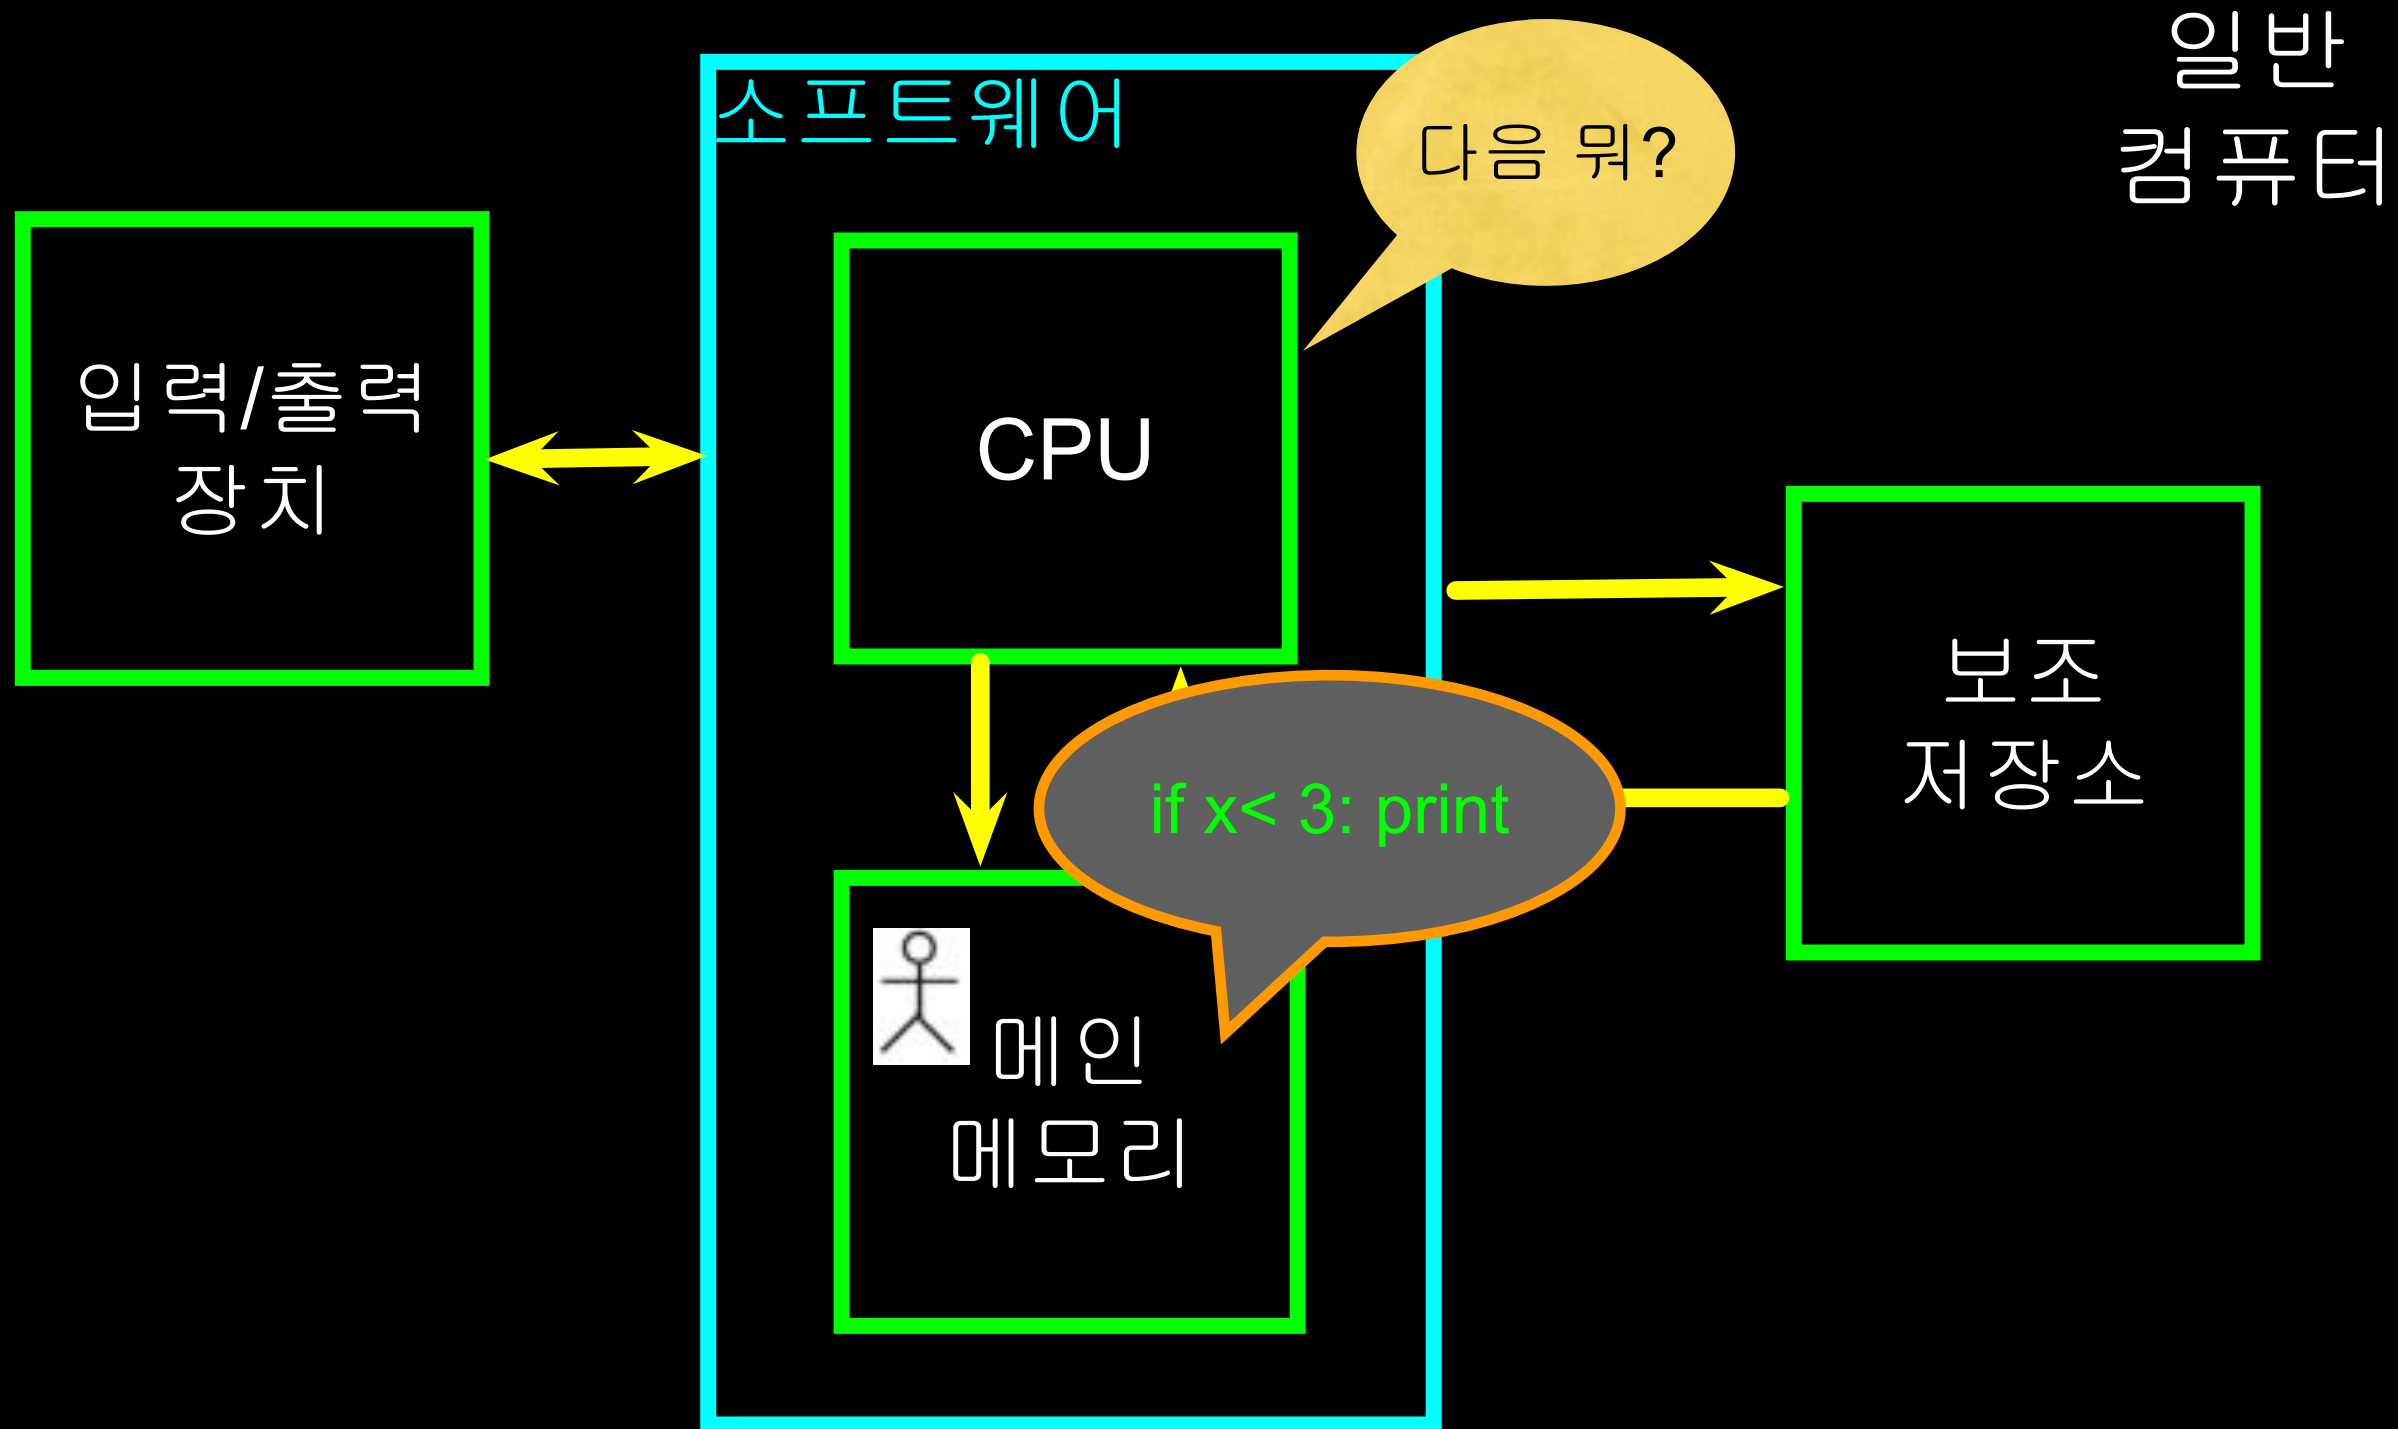 일반
컴퓨터
소프트웨어
다음 뭐?
입력/출력
장치
CPU
if x< 3: print
보조
저장소
메인
메모리